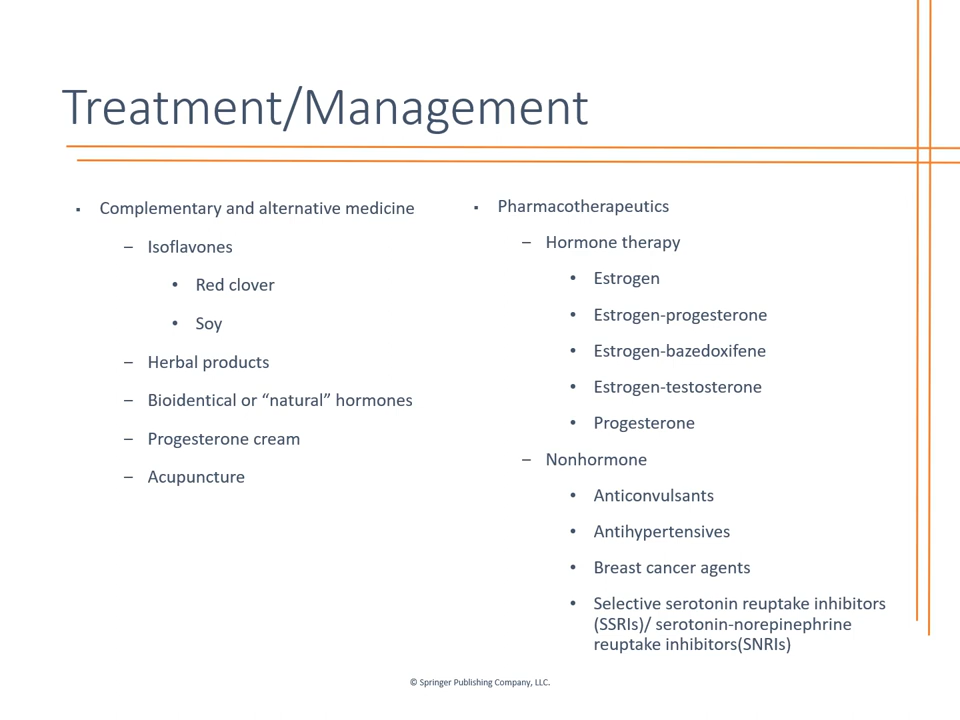 Treatment/Management
▪ Complementary and alternative medicine
– Isoflavones
• Red clover
• Soy
– Herbal products
– Bioidentical or “natural” hormones
– Progesterone cream
– Acupuncture
▪ Pharmacotherapeutics
– Hormone therapy
• Estrogen
• Estrogen-progesterone
• Estrogen-bazedoxifene
• Estrogen-testosterone
• Progesterone
– Nonhormone
• Anticonvulsants
• Antihypertensives
• Breast cancer agents
• Selective serotonin reuptake inhibitors
(SSRIs)/ serotonin-norepinephrine
reuptake inhibitors(SNRIs)
© Springer Publishing Company, LLC.